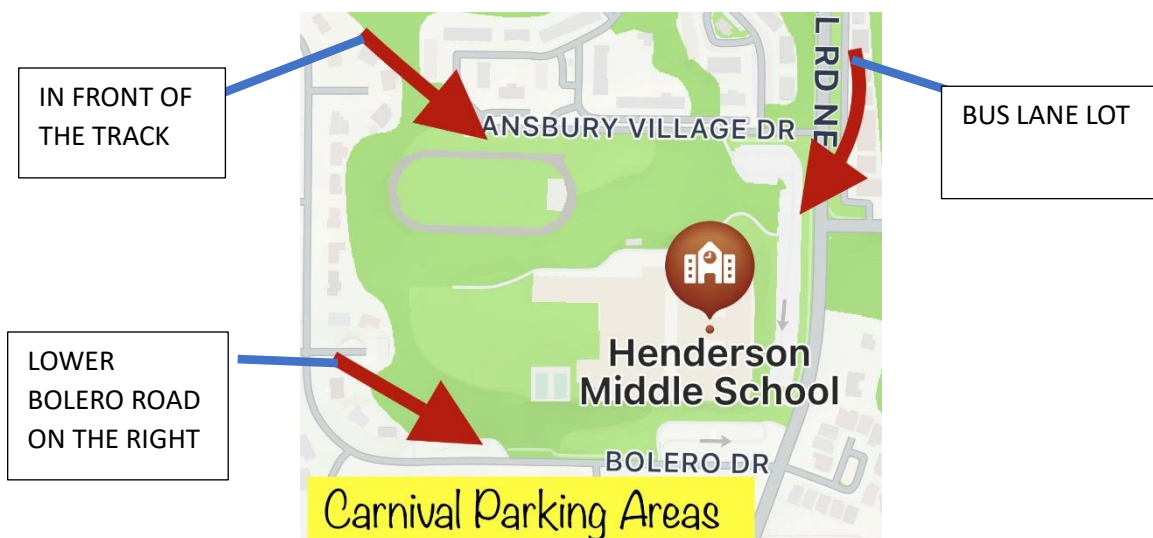 IN FRONT OF
THE TRACK
ANSBURY VILLAGE DR
L RD NE
BUS LANE LOT
Henderson
Middle School
LOWER
BOLERO ROAD
ON THE RIGHT
BOLERO DR
Carnival Parking Areas